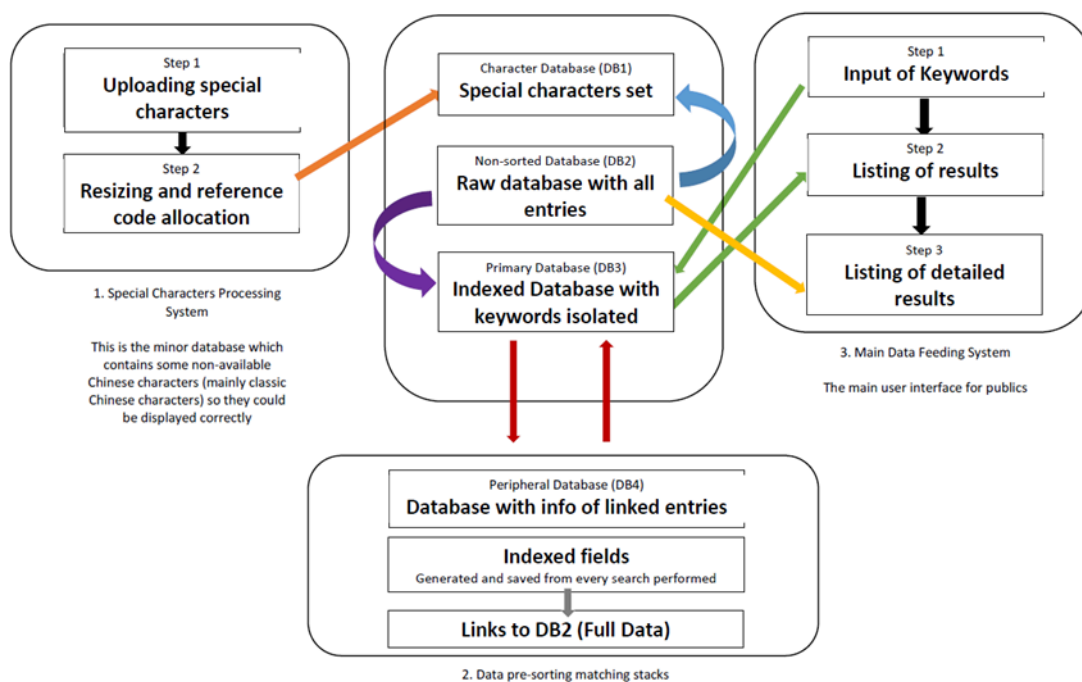 Step 1
Uploading special
characters
Step 2
Resizing and reference
code allocation
1. Special Characters Processing
System
This is the minor database which
contains some non-available
Chinese characters (mainly classic
Chinese characters) so they could
be displayed correctly
Character Database (DB1)
Special characters set
Non-sorted Database (DB2)
Raw database with all
entries
Primary Database (DB3)
Indexed Database with
keywords isolated
Step 1
Input of Keywords
Step 2
Listing of results
Step 3
Listing of detailed
results
3. Main Data Feeding System
The main user interface for publics
Peripheral Database (DB4)
Database with info of linked entries
Indexed fields
Generated and saved from every search performed
Links to DB2 (Full Data)
2. Data pre-sorting matching stacks